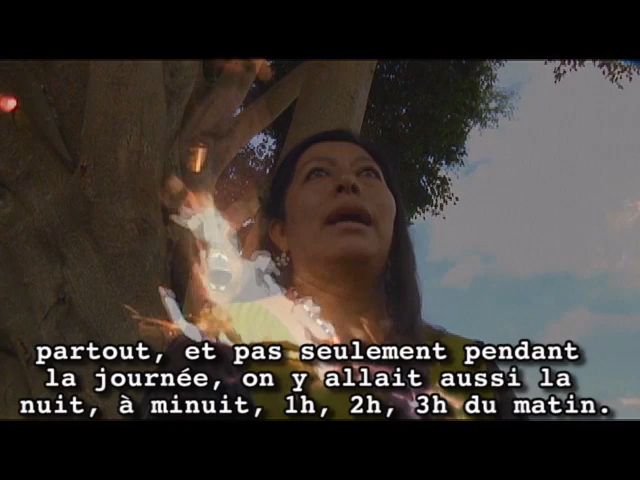 partout, et pas seulement pendant
la journée, on y allait aussi la
nuit, à minuit, 1h, 2h, 3h du matin.